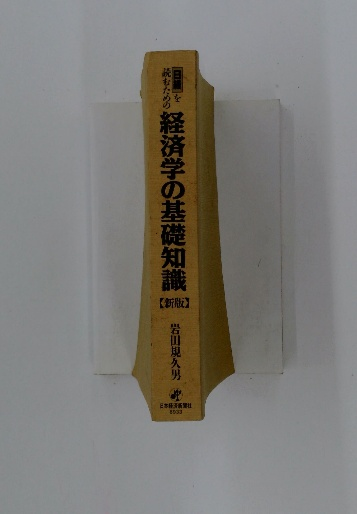 「日経」を
読むための
経済学の基礎知識
【新版】
岩田規久男
日本経済新聞社